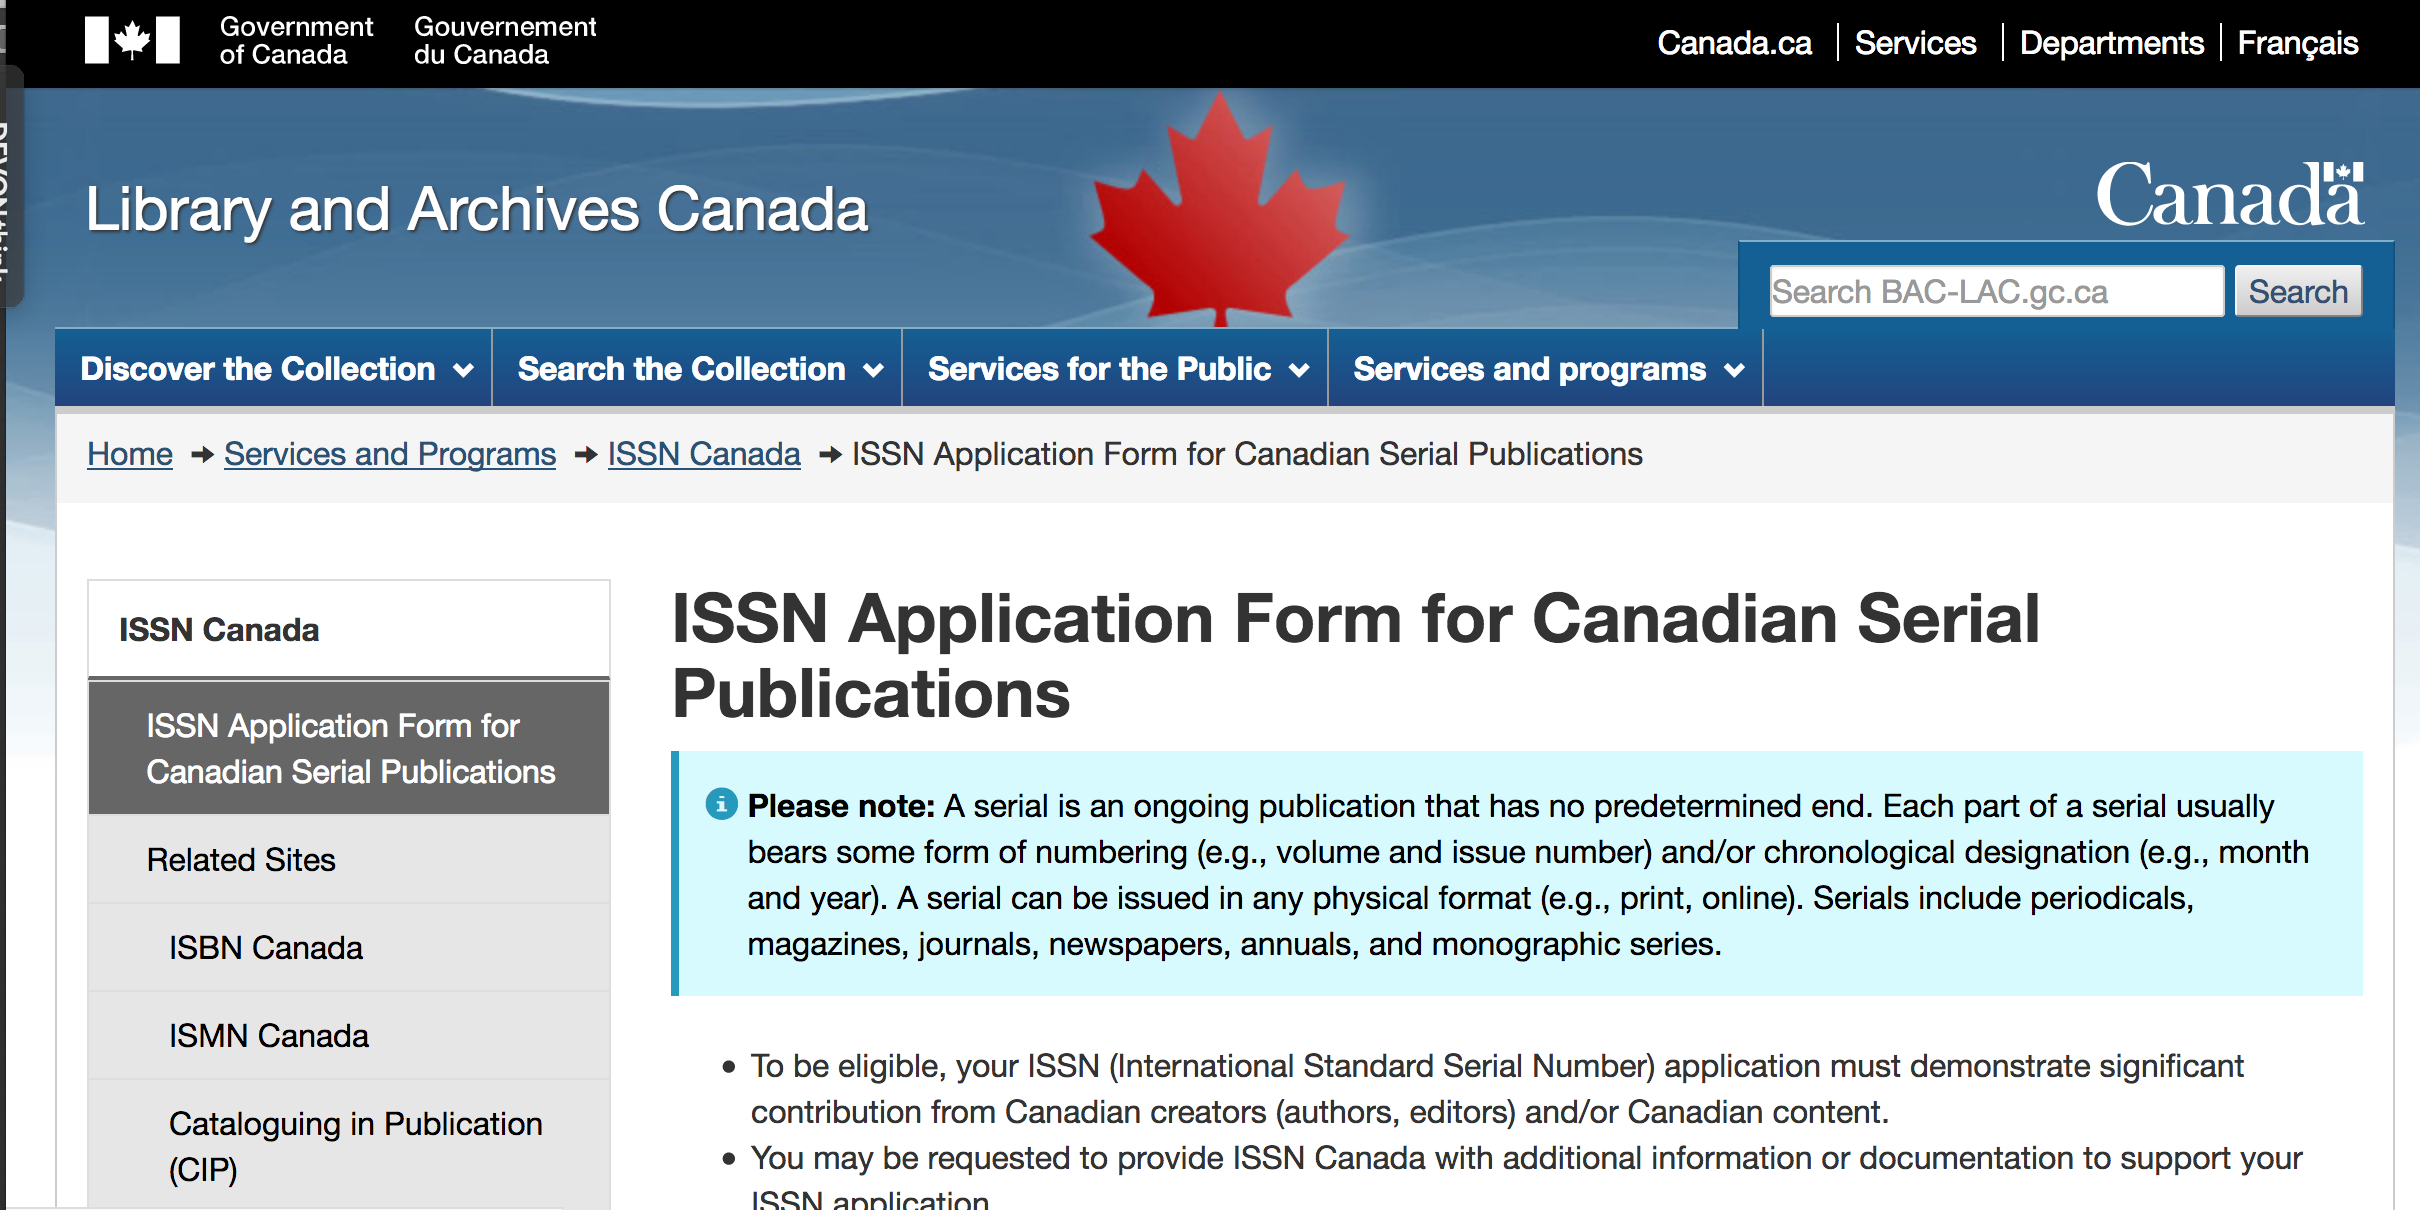 Government
of Canada
Gouvernement
du Canada
Canada.ca
Services
Departments
Français
Library and Archives Canada
Canada
Search BAC-LAC.gc.ca
Search
Discover the Collection
Search the Collection
Services for the Public
Services and programs
Home
Services and Programs
ISSN Canada
ISSN Application Form for Canadian Serial Publications
ISSN Canada
ISSN Application Form for
Canadian Serial Publications
Related Sites
ISBN Canada
ISMN Canada
Cataloguing in Publication
(CIP)
ISSN Application Form for Canadian Serial
Publications
Please note: A serial is an ongoing publication that has no predetermined end. Each part of a serial usually
bears some form of numbering (e.g., volume and issue number) and/or chronological designation (e.g., month
and year). A serial can be issued in any physical format (e.g., print, online). Serials include periodicals,
magazines, journals, newspapers, annuals, and monographic series.
• To be eligible, your ISSN (International Standard Serial Number) application must demonstrate significant
contribution from Canadian creators (authors, editors) and/or Canadian content.
• You may be requested to provide ISSN Canada with additional information or documentation to support your
ISSN application.